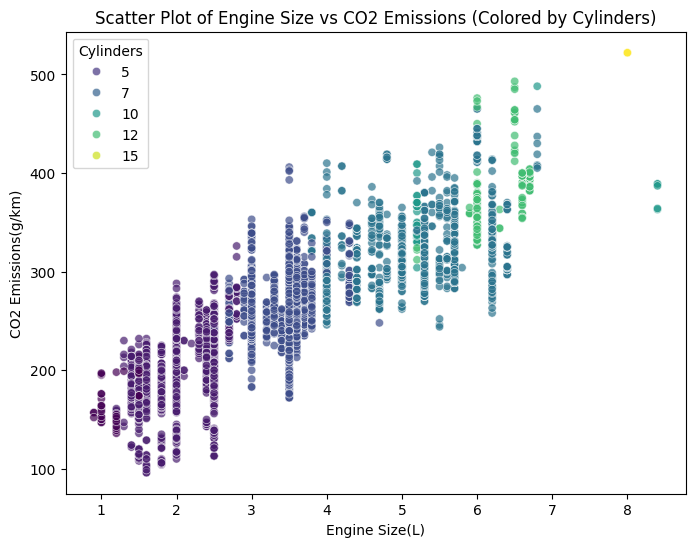 Scatter Plot of Engine Size vs CO2 Emissions (Colored by Cylinders)
Cylinders
5
7
10
12
15
500
400
300
200
100
CO2 Emissions(g/km)
1 2 3 4 5 6 7 8
Engine Size(L)